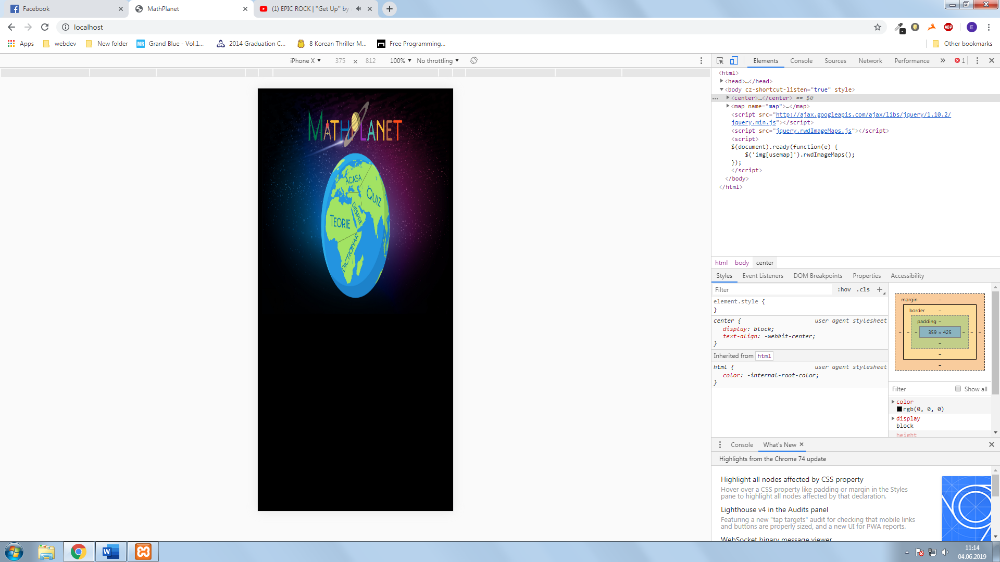 Facebook
MathPlanet
(1) EPIC ROCK | "Get Up" by
localhost
ABP
E
Apps
webdev
New folder
MR
Grand Blue - Vol.1...
2014 Graduation C...
8 Korean Thriller M...
Free Programming...
Other bookmarks
iPhone X
375
×
812
100%
No throttling
Elements
Console
Sources
Network
Performance
»
1
<html>
<head>…</head>
<body cz-shortcut-listen="true" style>
<center>…</center> == $0
<map name="map">…</map>
<script src="http://ajax.googleapis.com/ajax/libs/jquery/1.10.2/
jquery.min.js"></script>
<script src="jquery.rwdImageMaps.js"></script>
<script>
$(document).ready(function(e) {
$('img[usemap]').rwdImageMaps();
});
</script>
</body>
</html>
MATHPLANET
ACASA
QUIZ
DESPRE
TEORIE
DICTIONAR
html
body
center
Styles
Event Listeners
DOM Breakpoints
Properties
Accessibility
Filter
:hov
.cls
+
element.style {
}
center {
user agent stylesheet
display: block;
text-align: -webkit-center;
}
Inherited from html
html {
user agent stylesheet
color: -internal-root-color;
}
margin
–
border
–
padding
–
– – – 359 × 425 – – –
–
–
–
Filter
Show all
color
rgb(0, 0, 0)
display
block
height
Console
What's New
Highlights from the Chrome 74 update
Highlight all nodes affected by CSS property
Hover over a CSS property like padding or margin in the Styles
pane to highlight all nodes affected by that declaration.
Lighthouse v4 in the Audits panel
Featuring a new "tap targets" audit for checking that mobile links
and buttons are properly sized, and a new UI for PWA reports.
WebSocket binary message viewer
W
11:14
04.06.2019